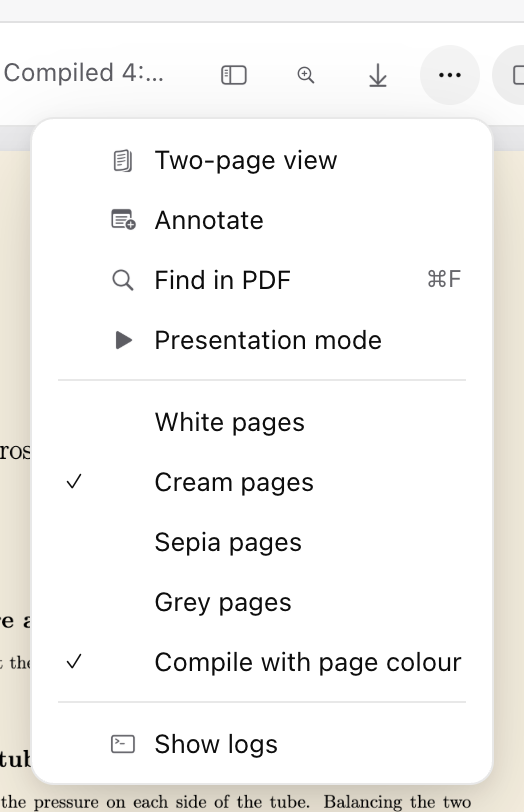 Compiled 4:...
Two-page view
Annotate
Find in PDF ⌘F
Presentation mode
White pages
Cream pages
Sepia pages
Grey pages
Compile with page colour
Show logs
the pressure on each side of the tube. Balancing the two